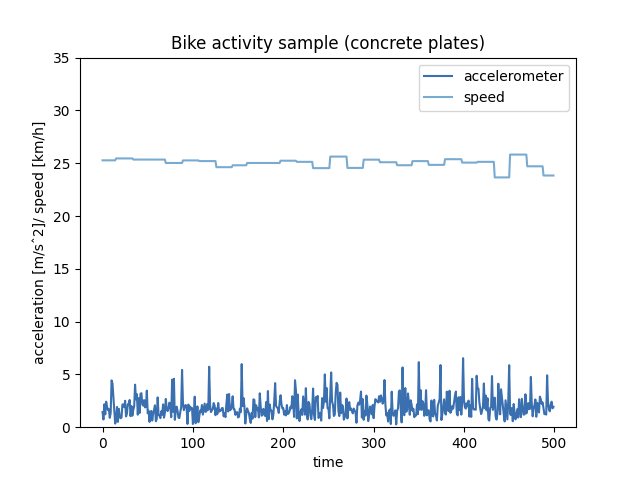 Bike activity sample (concrete plates)
accelerometer
speed
acceleration [m/sˆ2]/ speed [km/h]
35
30
25
20
15
10
5
0
0 100 200 300 400 500
time